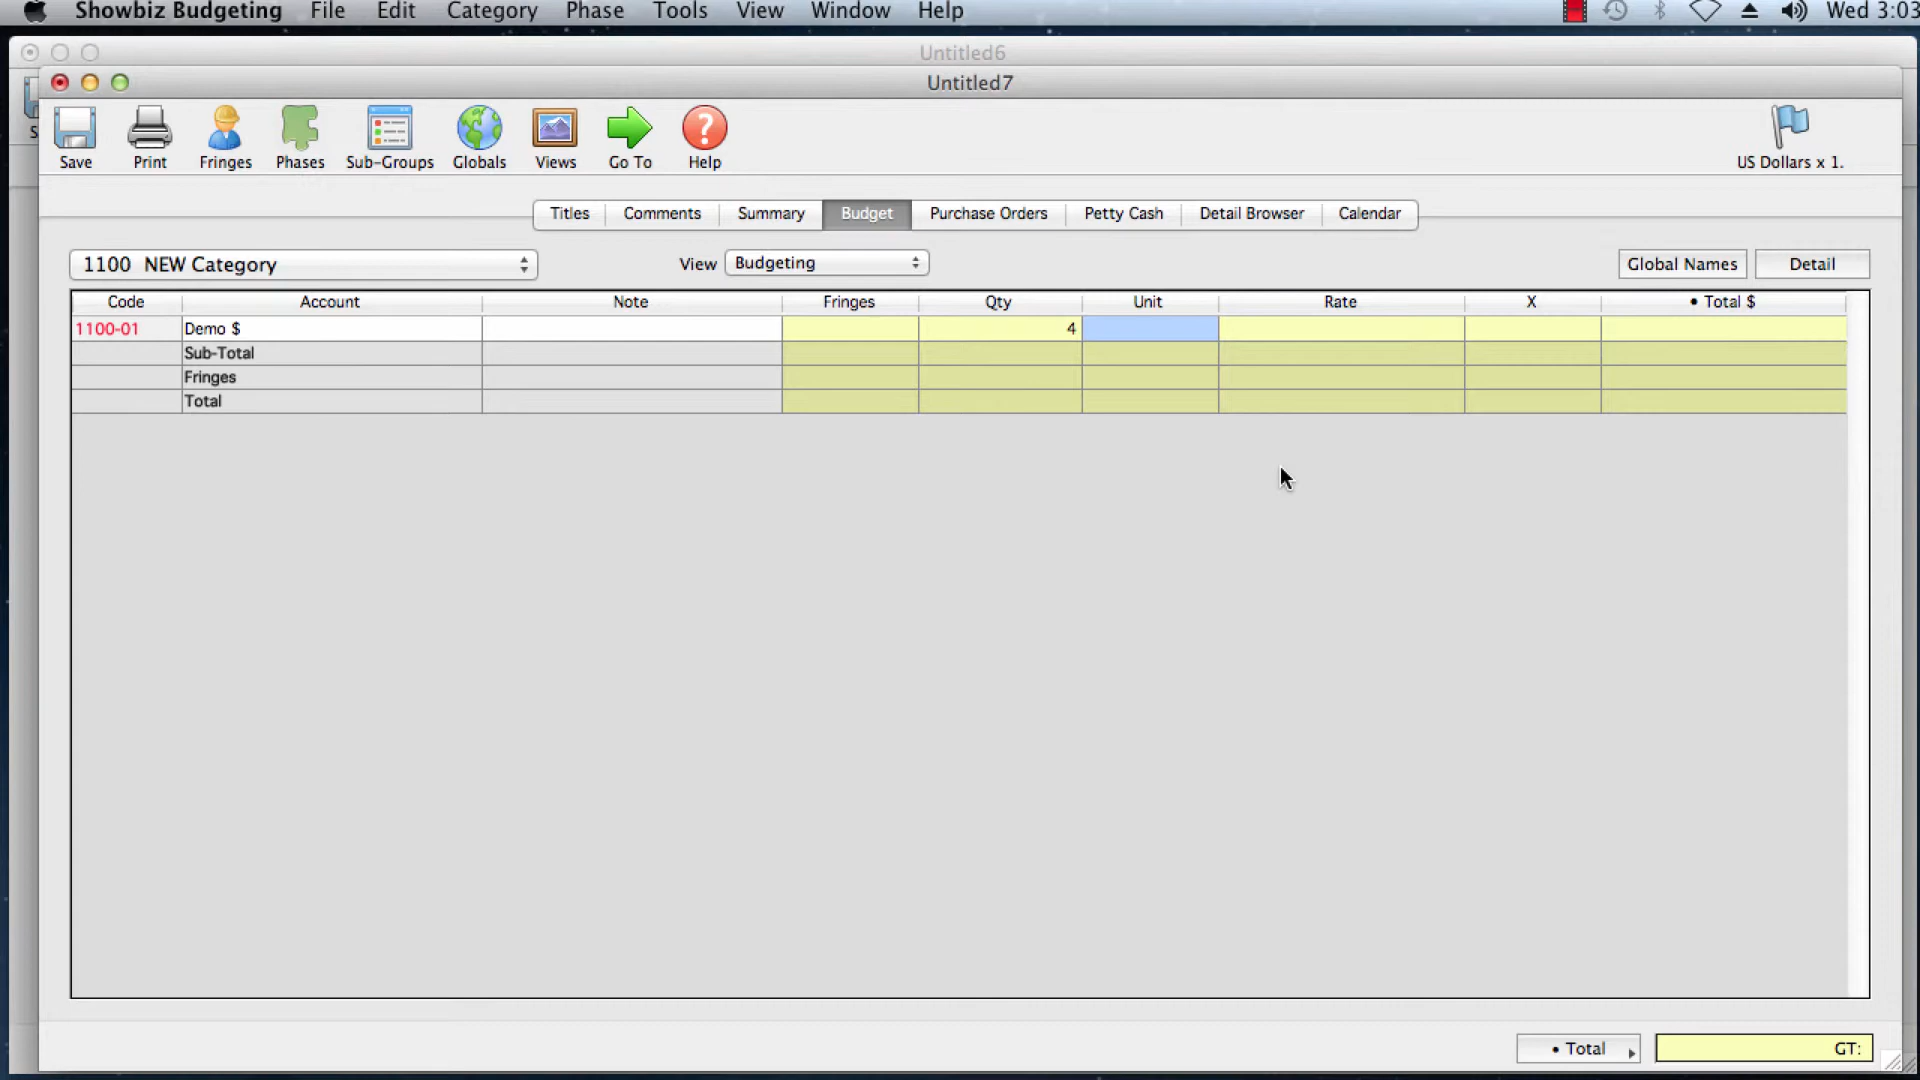 Showbiz Budgeting File Edit Category Phase Tools View Window Help Wed 3:03
Untitled6
Untitled7
Save Print Fringes Phases Sub-Groups Globals Views Go To Help US Dollars x 1.
Titles Comments Summary Budget Purchase Orders Petty Cash Detail Browser Calendar
1100 NEW Category View Budgeting Global Names Detail
Code Account Note Fringes Qty Unit Rate X • Total $
1100-01 Demo $ 4
Sub-Total
Fringes
Total
• Total GT: